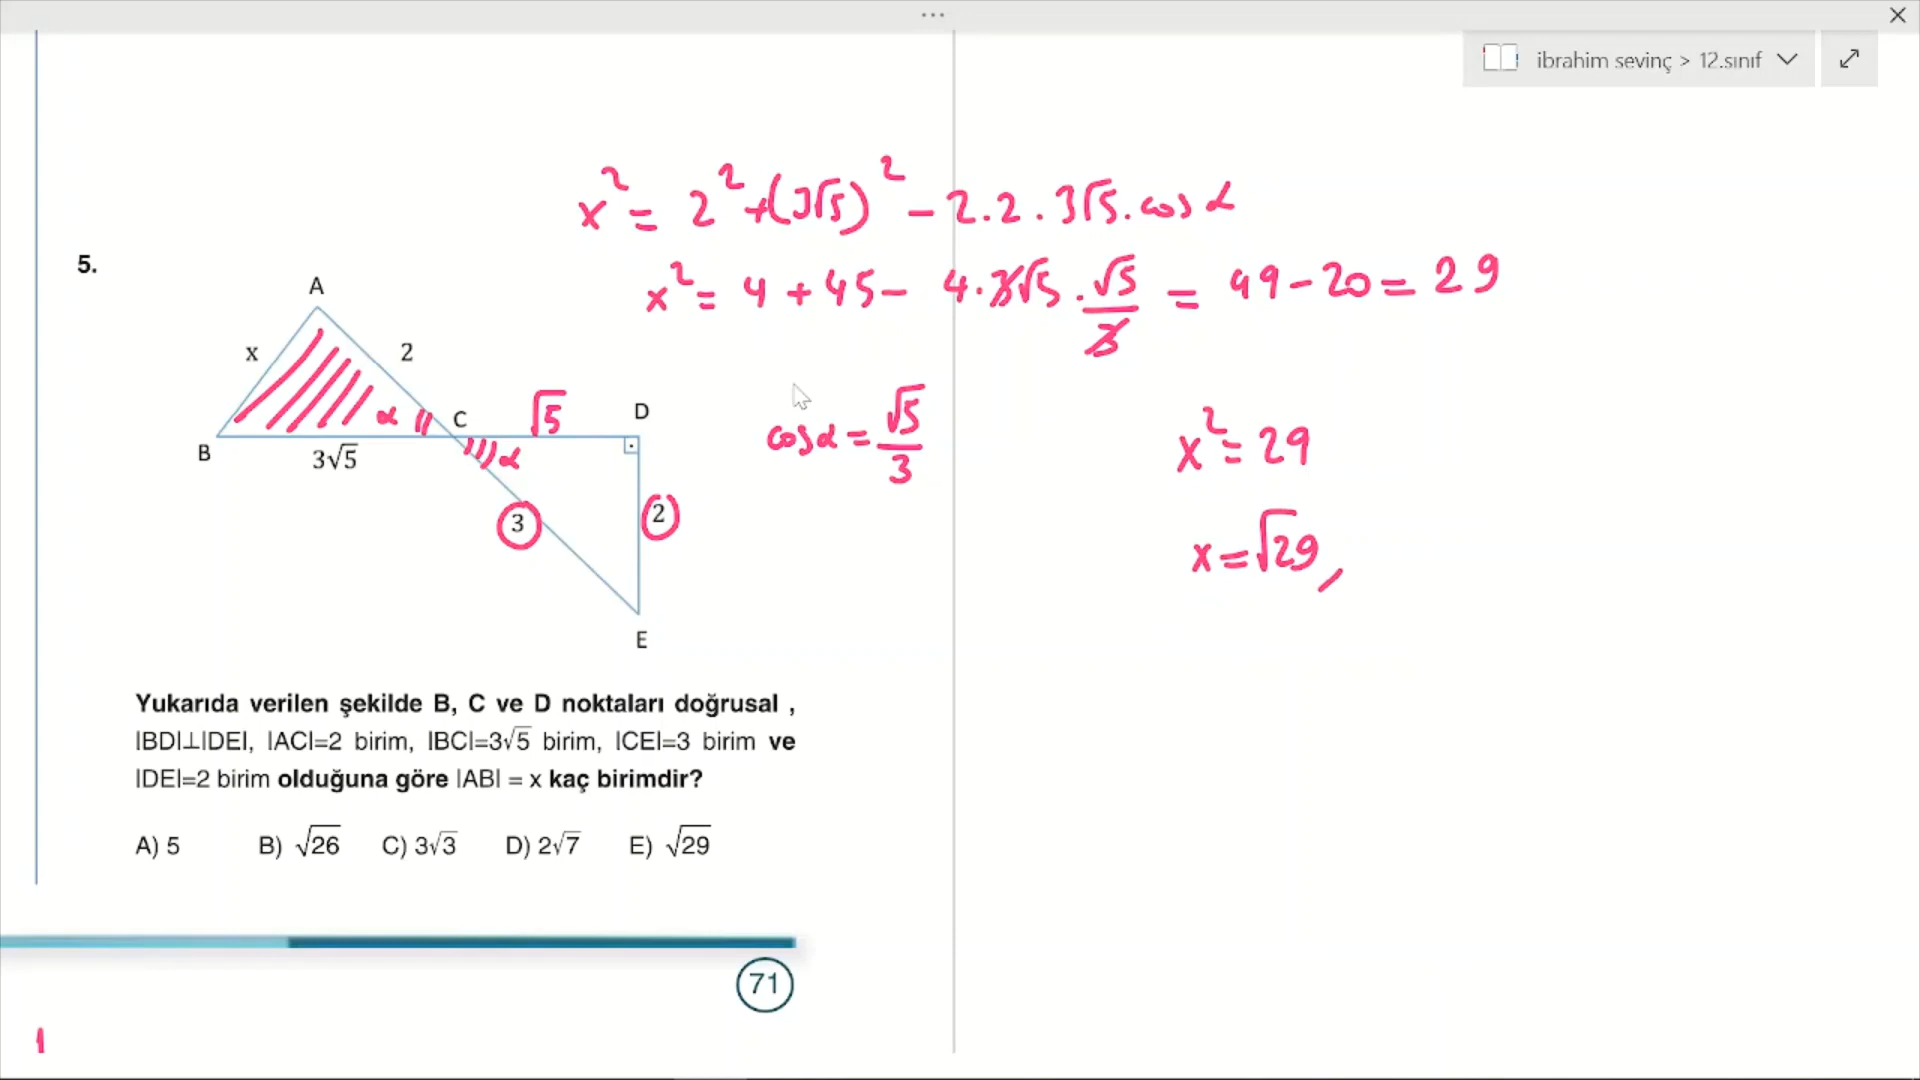 ibrahim sevinç > 12.sınıf
x² = 2² + (3√5)² - 2.2.3√5.cos α
x² = 4 + 45 - 4.3√5.√5/3 = 49 - 20 = 29
5.
A
x
2
α
C
√5
D
B
3√5
α
cos α = √5/3
x² = 29
3
2
x = √29,
E
Yukarıda verilen şekilde B, C ve D noktaları doğrusal ,
|BD|⊥|DE|, |AC|=2 birim, |BC|=3√5 birim, |CE|=3 birim ve
|DE|=2 birim olduğuna göre |AB| = x kaç birimdir?
A) 5 B) √26 C) 3√3 D) 2√7 E) √29
71
1